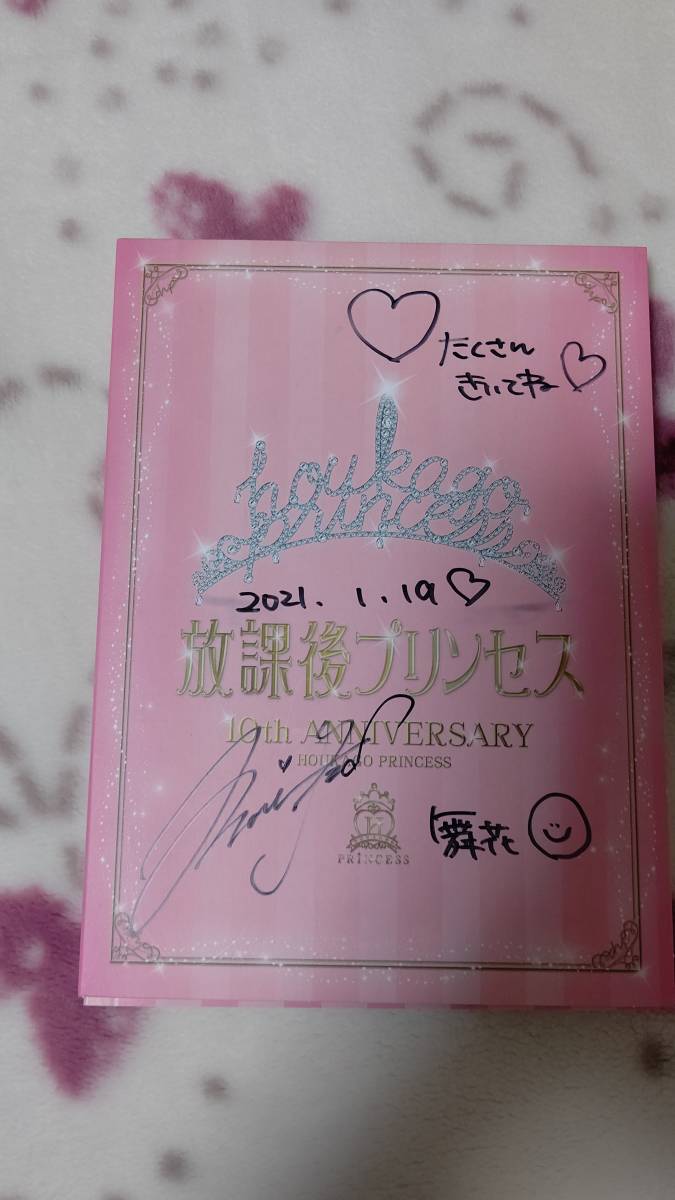 たくさん
きいてね
houkago
princess
2021. 1.19
放課後プリンセス
10th ANNIVERSARY
HOUKAGO PRINCESS
PRINCESS
舞花